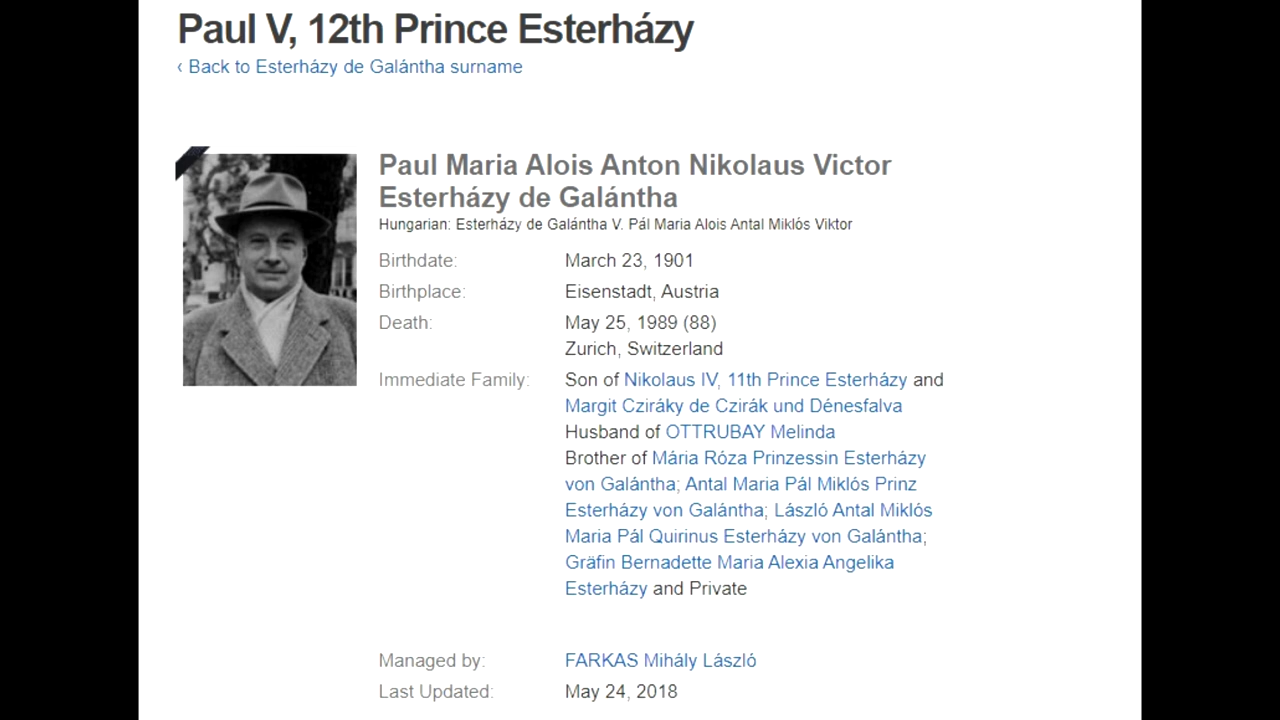 Paul V, 12th Prince Esterházy
‹ Back to Esterházy de Galántha surname
Paul Maria Alois Anton Nikolaus Victor
Esterházy de Galántha
Hungarian: Esterházy de Galántha V. Pál Maria Alois Antal Miklós Viktor
Birthdate: March 23, 1901
Birthplace: Eisenstadt, Austria
Death: May 25, 1989 (88)
Zurich, Switzerland
Immediate Family: Son of Nikolaus IV, 11th Prince Esterházy and
Margit Cziráky de Czirák und Dénesfalva
Husband of OTTRUBAY Melinda
Brother of Mária Róza Prinzessin Esterházy
von Galántha; Antal Maria Pál Miklós Prinz
Esterházy von Galántha; László Antal Miklós
Maria Pál Quirinus Esterházy von Galántha;
Gräfin Bernadette Maria Alexia Angelika
Esterházy and Private
Managed by: FARKAS Mihály László
Last Updated: May 24, 2018